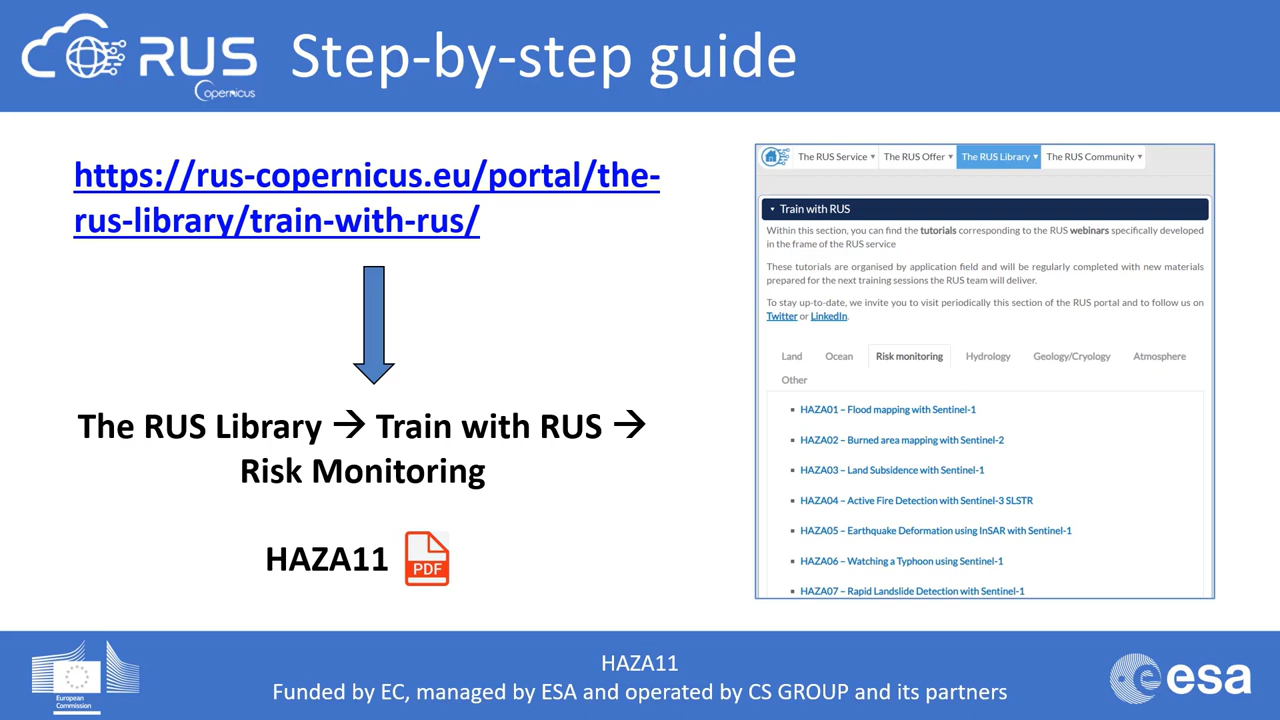 RUS
Copernicus
Step-by-step guide
https://rus-copernicus.eu/portal/the-
rus-library/train-with-rus/
The RUS Library → Train with RUS →
Risk Monitoring
HAZA11
PDF
The RUS Service ▾ The RUS Offer ▾ The RUS Library ▾ The RUS Community ▾
Train with RUS
Within this section, you can find the tutorials corresponding to the RUS webinars specifically developed
in the frame of the RUS service
These tutorials are organised by application field and will be regularly completed with new materials
prepared for the next training sessions the RUS team will deliver.
To stay up-to-date, we invite you to visit periodically this section of the RUS portal and to follow us on
Twitter or LinkedIn.
Land Ocean Risk monitoring Hydrology Geology/Cryology Atmosphere
Other
HAZA01 – Flood mapping with Sentinel-1
HAZA02 – Burned area mapping with Sentinel-2
HAZA03 – Land Subsidence with Sentinel-1
HAZA04 – Active Fire Detection with Sentinel-3 SLSTR
HAZA05 – Earthquake Deformation using InSAR with Sentinel-1
HAZA06 – Watching a Typhoon using Sentinel-1
HAZA07 – Rapid Landslide Detection with Sentinel-1
European
Commission
HAZA11
Funded by EC, managed by ESA and operated by CS GROUP and its partners
esa